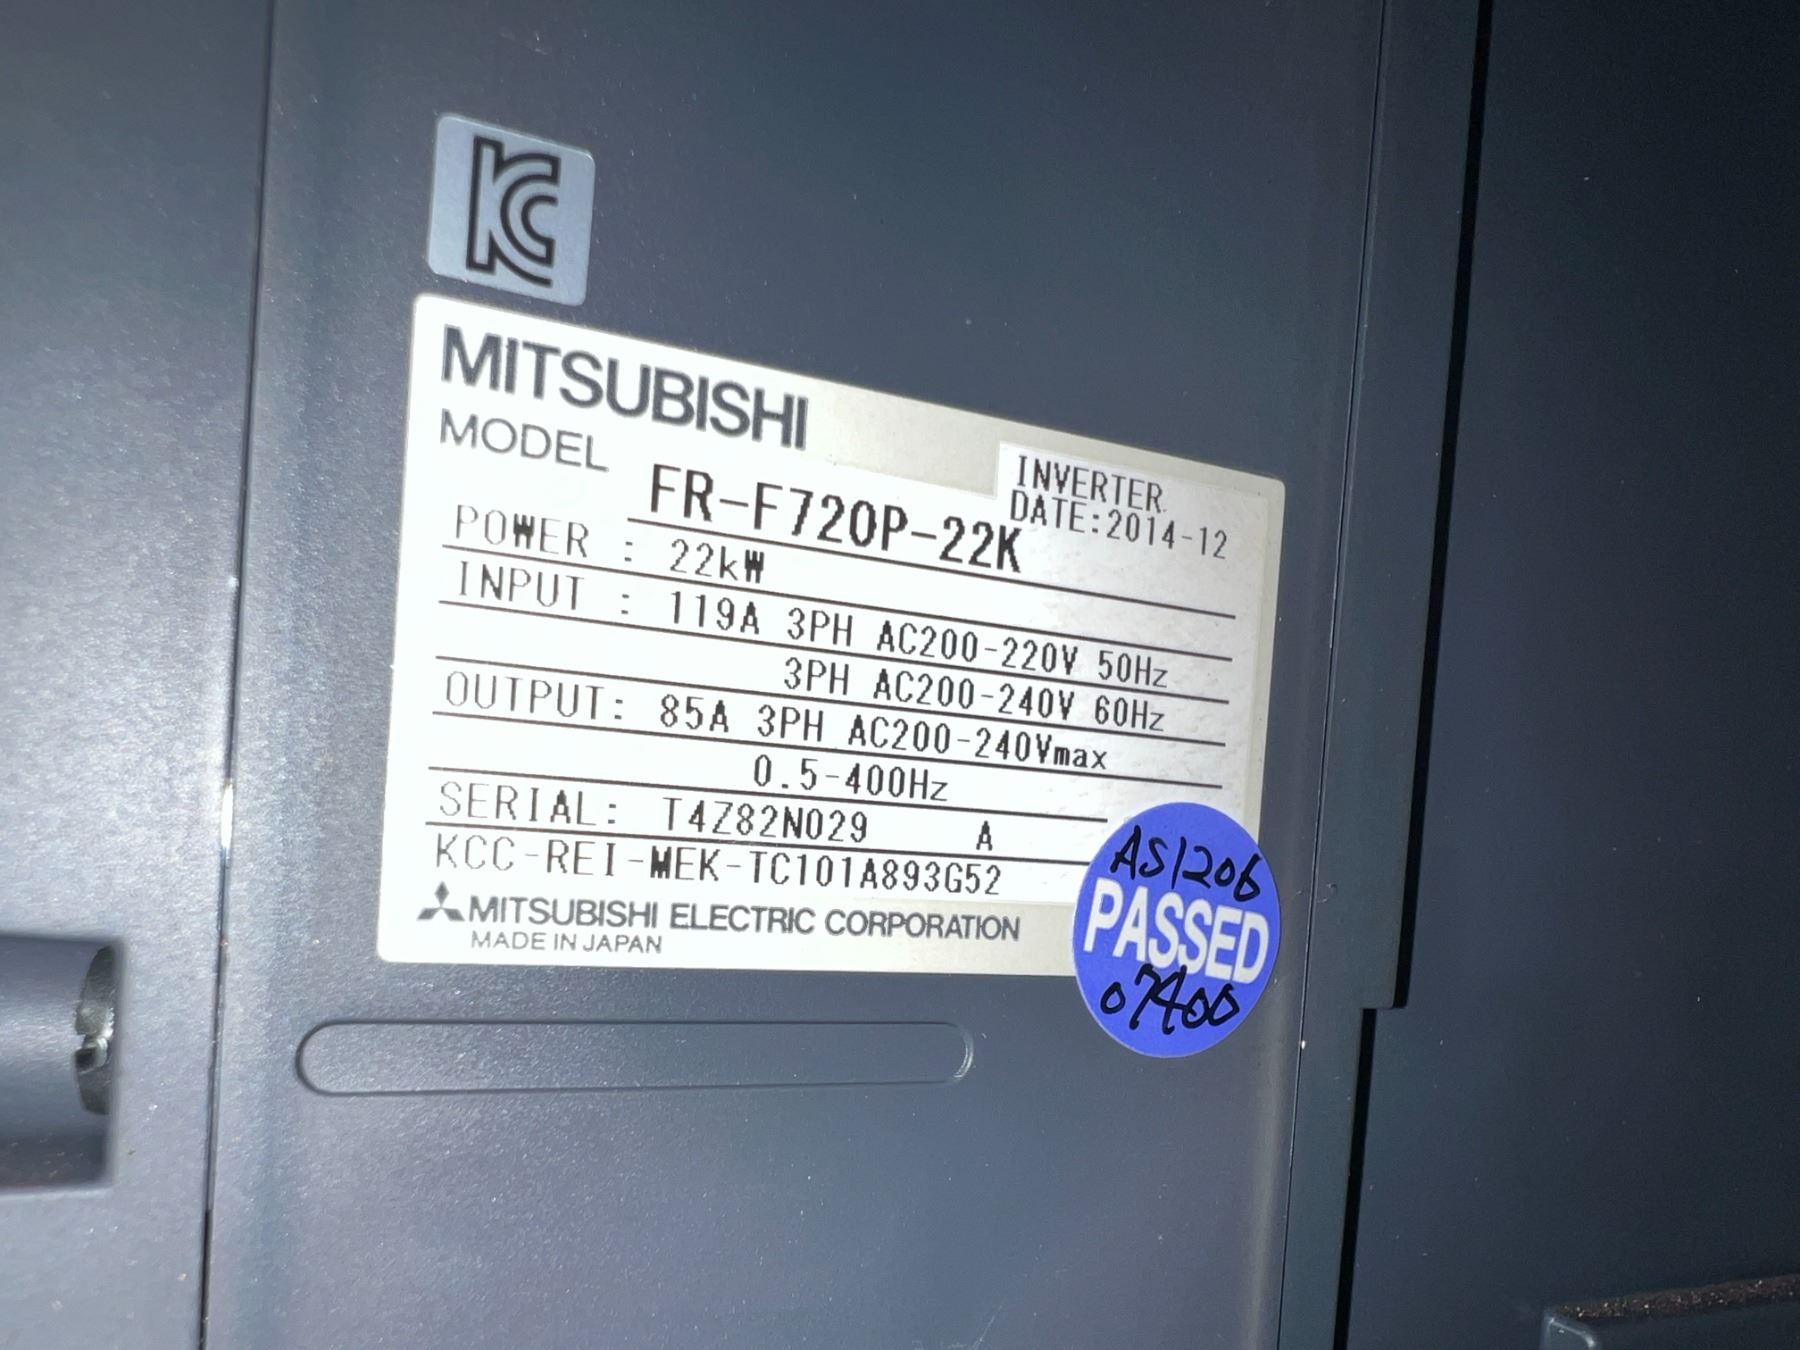 KC
MITSUBISHI
MODEL FR-F720P-22K
INVERTER
DATE:2014-12
POWER : 22kW
INPUT : 119A 3PH AC200-220V 50Hz
3PH AC200-240V 60Hz
OUTPUT: 85A 3PH AC200-240Vmax
0.5-400Hz
SERIAL: T4Z82N029 A
KCC-REI-MEK-TC101A893G52
MITSUBISHI ELECTRIC CORPORATION
MADE IN JAPAN
AS1206
PASSED